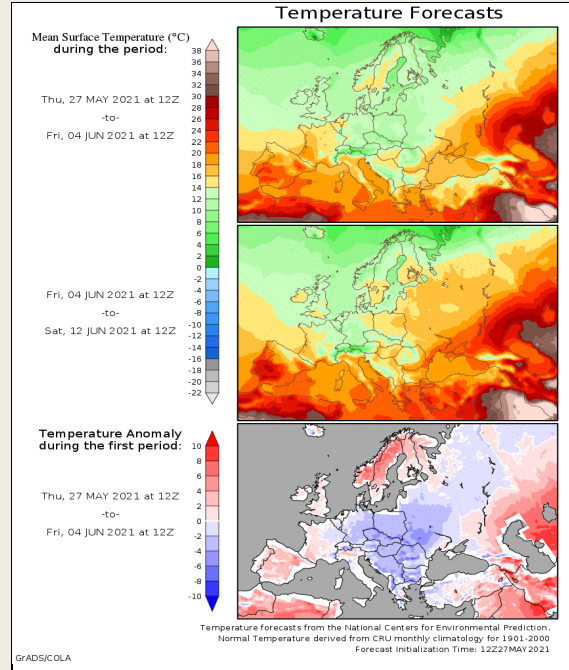 Temperature Forecasts
Mean Surface Temperature (°C)
during the period:
Thu, 27 MAY 2021 at 12Z
-to-
Fri, 04 JUN 2021 at 12Z
38
36
34
32
30
28
26
24
22
20
18
16
14
12
10
8
6
4
2
0
-2
-4
-6
-8
-10
-12
-14
-16
-18
-20
-22
Fri, 04 JUN 2021 at 12Z
-to-
Sat, 12 JUN 2021 at 12Z
Temperature Anomaly
during the first period:
Thu, 27 MAY 2021 at 12Z
-to-
Fri, 04 JUN 2021 at 12Z
10
8
6
4
2
0
-2
-4
-6
-8
-10
Temperature forecasts from the National Centers for Environmental Prediction.
Normal Temperature derived from CRU monthly climatology for 1901-2000
Forecast Initialization Time: 12Z27MAY2021
GrADS/COLA